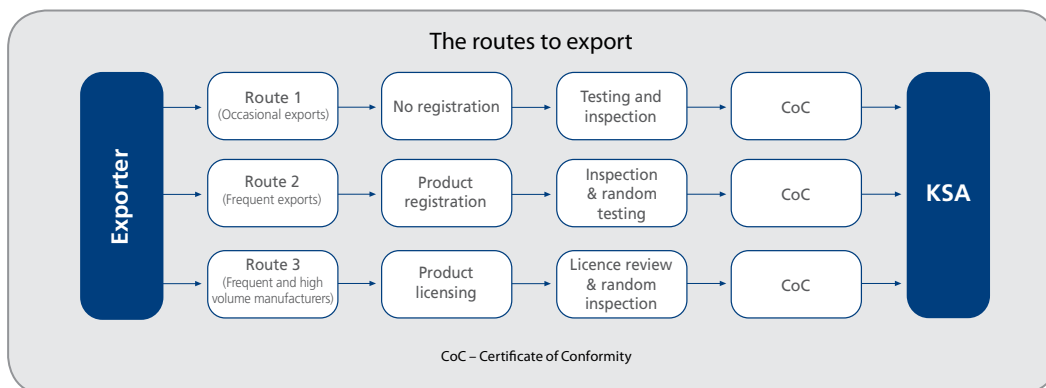 The routes to export
Exporter
Route 1
(Occasional exports)
No registration
Testing and
inspection
CoC
Route 2
(Frequent exports)
Product
registration
Inspection
& random
testing
CoC
Route 3
(Frequent and high
volume manufacturers)
Product
licensing
Licence review
& random
inspection
CoC
KSA
CoC – Certificate of Conformity